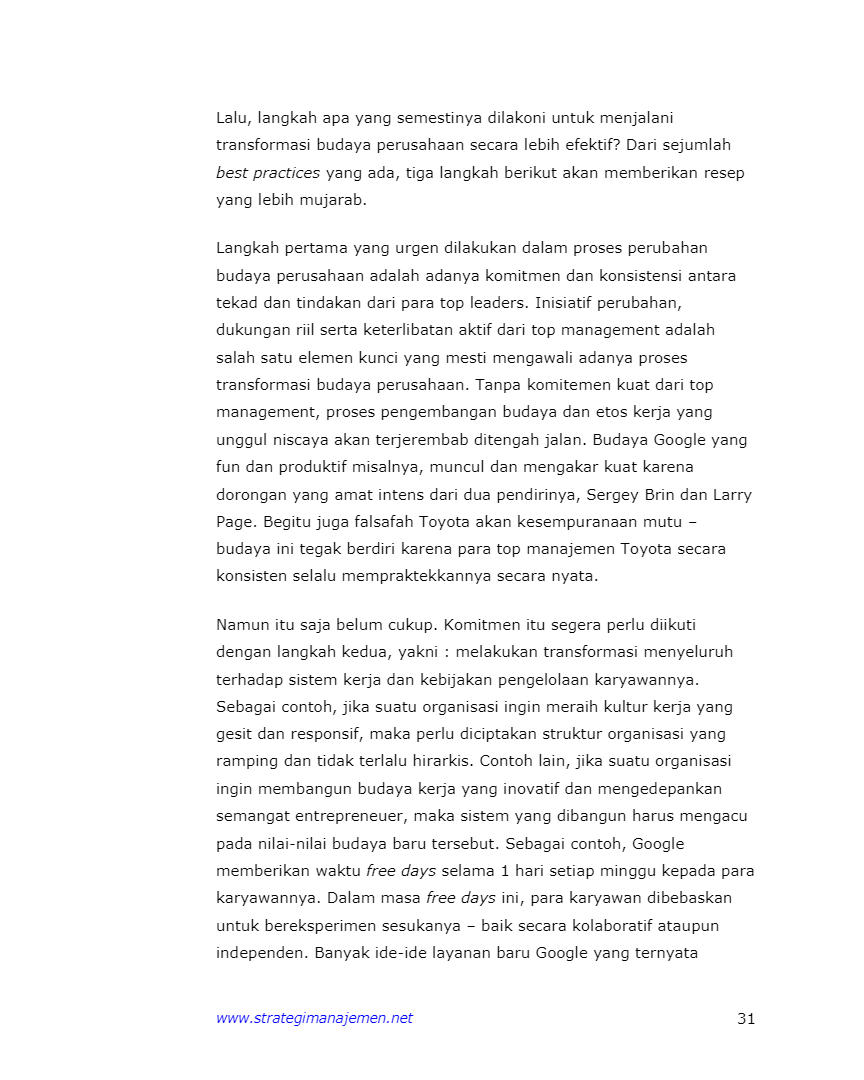 Lalu, langkah apa yang semestinya dilakoni untuk menjalani
transformasi budaya perusahaan secara lebih efektif? Dari sejumlah
best practices yang ada, tiga langkah berikut akan memberikan resep
yang lebih mujarab.
Langkah pertama yang urgen dilakukan dalam proses perubahan
budaya perusahaan adalah adanya komitmen dan konsistensi antara
tekad dan tindakan dari para top leaders. Inisiatif perubahan,
dukungan riil serta keterlibatan aktif dari top management adalah
salah satu elemen kunci yang mesti mengawali adanya proses
transformasi budaya perusahaan. Tanpa komitemen kuat dari top
management, proses pengembangan budaya dan etos kerja yang
unggul niscaya akan terjerembab ditengah jalan. Budaya Google yang
fun dan produktif misalnya, muncul dan mengakar kuat karena
dorongan yang amat intens dari dua pendirinya, Sergey Brin dan Larry
Page. Begitu juga falsafah Toyota akan kesempuranaan mutu –
budaya ini tegak berdiri karena para top manajemen Toyota secara
konsisten selalu mempraktekkannya secara nyata.
Namun itu saja belum cukup. Komitmen itu segera perlu diikuti
dengan langkah kedua, yakni : melakukan transformasi menyeluruh
terhadap sistem kerja dan kebijakan pengelolaan karyawannya.
Sebagai contoh, jika suatu organisasi ingin meraih kultur kerja yang
gesit dan responsif, maka perlu diciptakan struktur organisasi yang
ramping dan tidak terlalu hirarkis. Contoh lain, jika suatu organisasi
ingin membangun budaya kerja yang inovatif dan mengedepankan
semangat entrepreneuer, maka sistem yang dibangun harus mengacu
pada nilai-nilai budaya baru tersebut. Sebagai contoh, Google
memberikan waktu free days selama 1 hari setiap minggu kepada para
karyawannya. Dalam masa free days ini, para karyawan dibebaskan
untuk bereksperimen sesukanya – baik secara kolaboratif ataupun
independen. Banyak ide-ide layanan baru Google yang ternyata
www.strategimanajemen.net 31